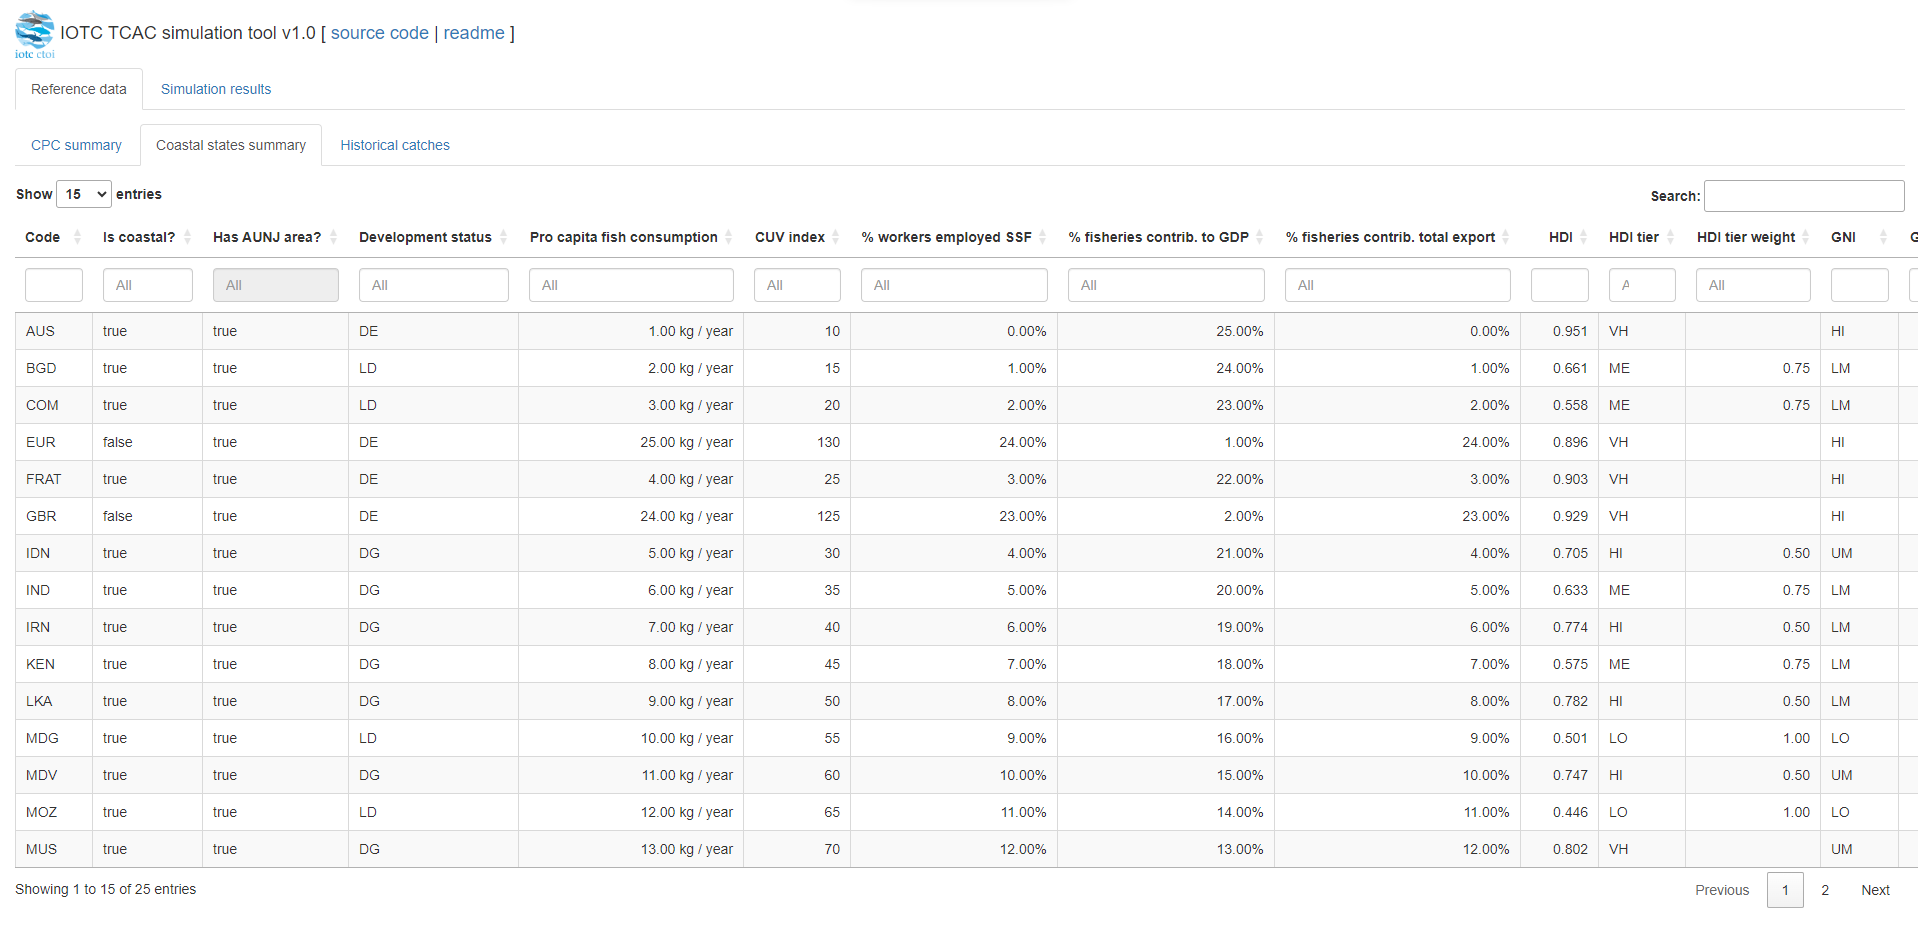 IOTC TCAC simulation tool v1.0 [ source code | readme ]
iotc ctoi
Reference data Simulation results
CPC summary Coastal states summary Historical catches
Show 15 entries Search:
Code Is coastal? Has AUNJ area? Development status Pro capita fish consumption CUV index % workers employed SSF % fisheries contrib. to GDP % fisheries contrib. total export HDI HDI tier HDI tier weight GNI G
All All All All All All All All A All
AUS true true DE 1.00 kg / year 10 0.00% 25.00% 0.00% 0.951 VH HI
BGD true true LD 2.00 kg / year 15 1.00% 24.00% 1.00% 0.661 ME 0.75 LM
COM true true LD 3.00 kg / year 20 2.00% 23.00% 2.00% 0.558 ME 0.75 LM
EUR false true DE 25.00 kg / year 130 24.00% 1.00% 24.00% 0.896 VH HI
FRAT true true DE 4.00 kg / year 25 3.00% 22.00% 3.00% 0.903 VH HI
GBR false true DE 24.00 kg / year 125 23.00% 2.00% 23.00% 0.929 VH HI
IDN true true DG 5.00 kg / year 30 4.00% 21.00% 4.00% 0.705 HI 0.50 UM
IND true true DG 6.00 kg / year 35 5.00% 20.00% 5.00% 0.633 ME 0.75 LM
IRN true true DG 7.00 kg / year 40 6.00% 19.00% 6.00% 0.774 HI 0.50 LM
KEN true true DG 8.00 kg / year 45 7.00% 18.00% 7.00% 0.575 ME 0.75 LM
LKA true true DG 9.00 kg / year 50 8.00% 17.00% 8.00% 0.782 HI 0.50 LM
MDG true true LD 10.00 kg / year 55 9.00% 16.00% 9.00% 0.501 LO 1.00 LO
MDV true true DG 11.00 kg / year 60 10.00% 15.00% 10.00% 0.747 HI 0.50 UM
MOZ true true LD 12.00 kg / year 65 11.00% 14.00% 11.00% 0.446 LO 1.00 LO
MUS true true DG 13.00 kg / year 70 12.00% 13.00% 12.00% 0.802 VH UM
Showing 1 to 15 of 25 entries Previous 1 2 Next